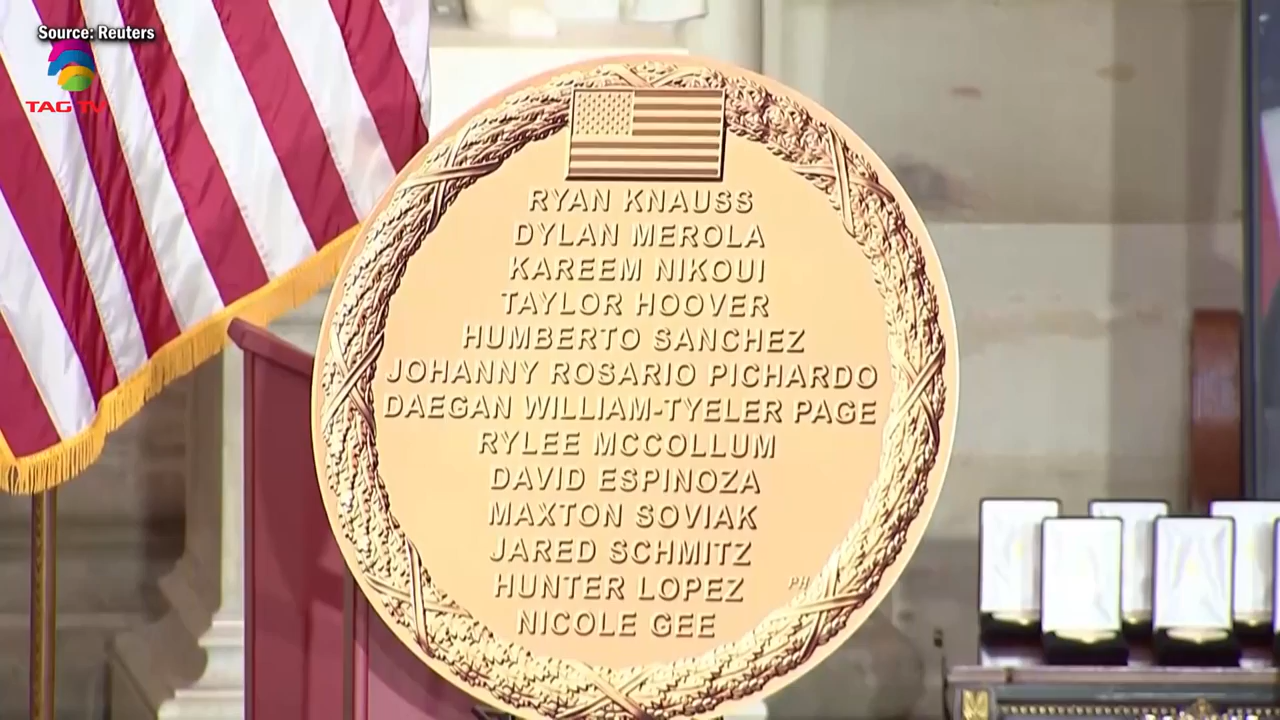 Source: Reuters
TAG TV
RYAN KNAUSS
DYLAN MEROLA
KAREEM NIKOUI
TAYLOR HOOVER
HUMBERTO SANCHEZ
JOHANNY ROSARIO PICHARDO
DAEGAN WILLIAM-TYELER PAGE
RYLEE MCCOLLUM
DAVID ESPINOZA
MAXTON SOVIAK
JARED SCHMITZ
HUNTER LOPEZ
PH
NICOLE GEE